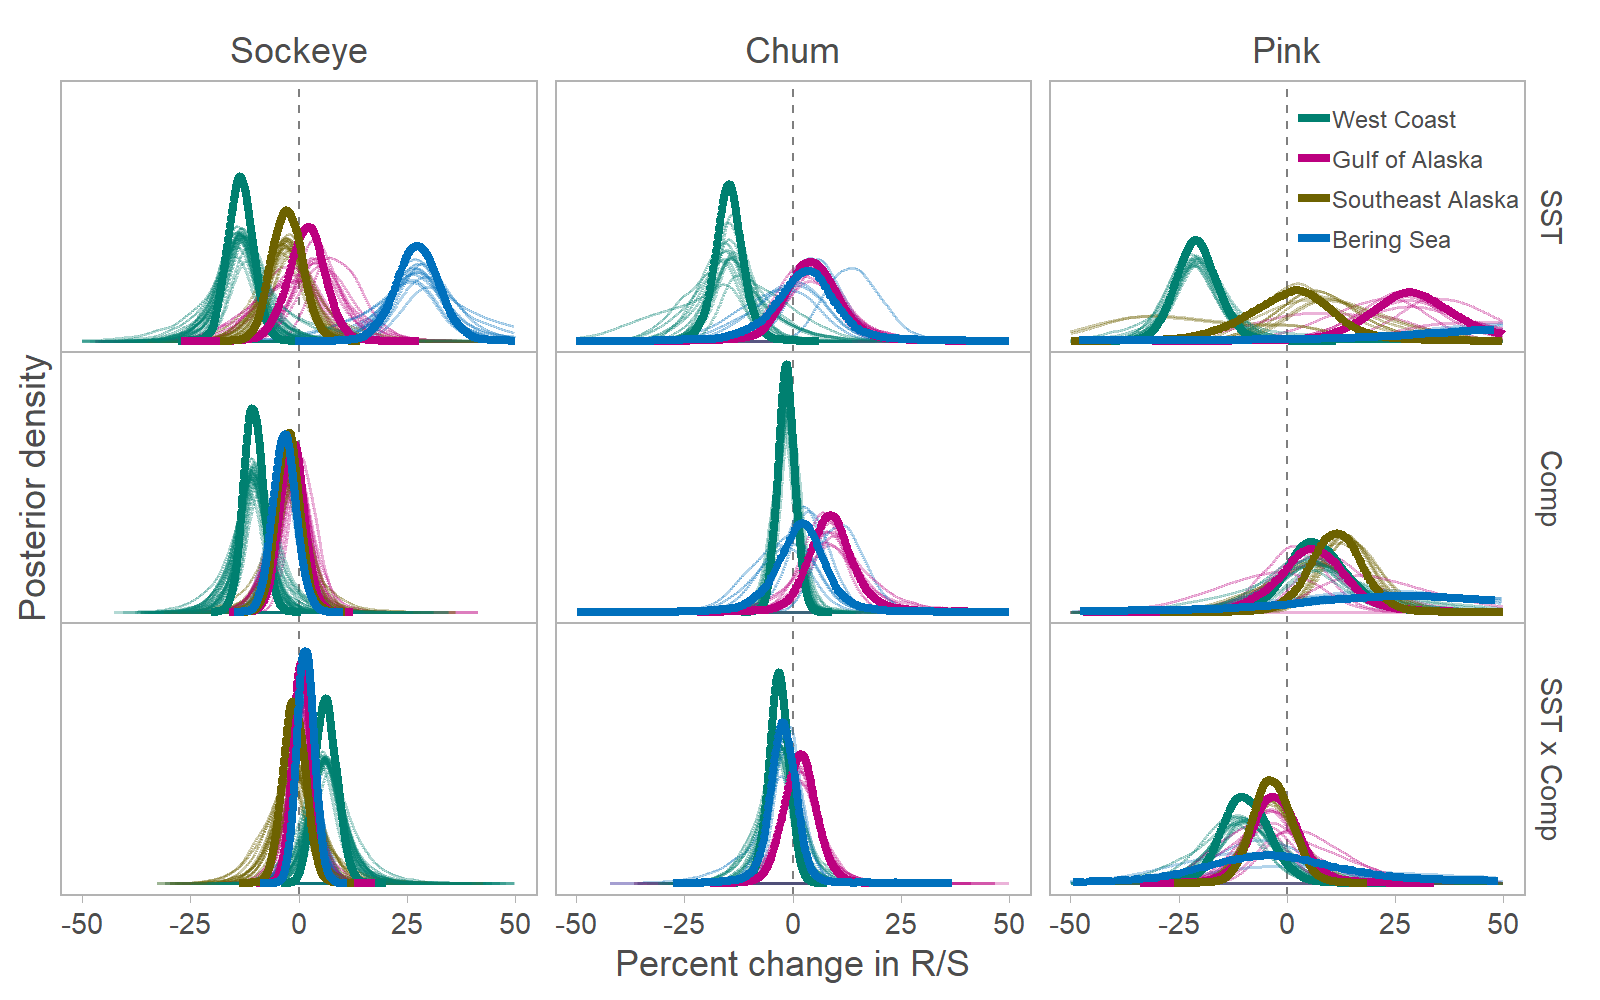 Sockeye
Chum
Pink
West Coast
Gulf of Alaska
Southeast Alaska
Bering Sea
SST
Comp
SST x Comp
Posterior density
-50 -25 0 25 50
-50 -25 0 25 50
-50 -25 0 25 50
Percent change in R/S